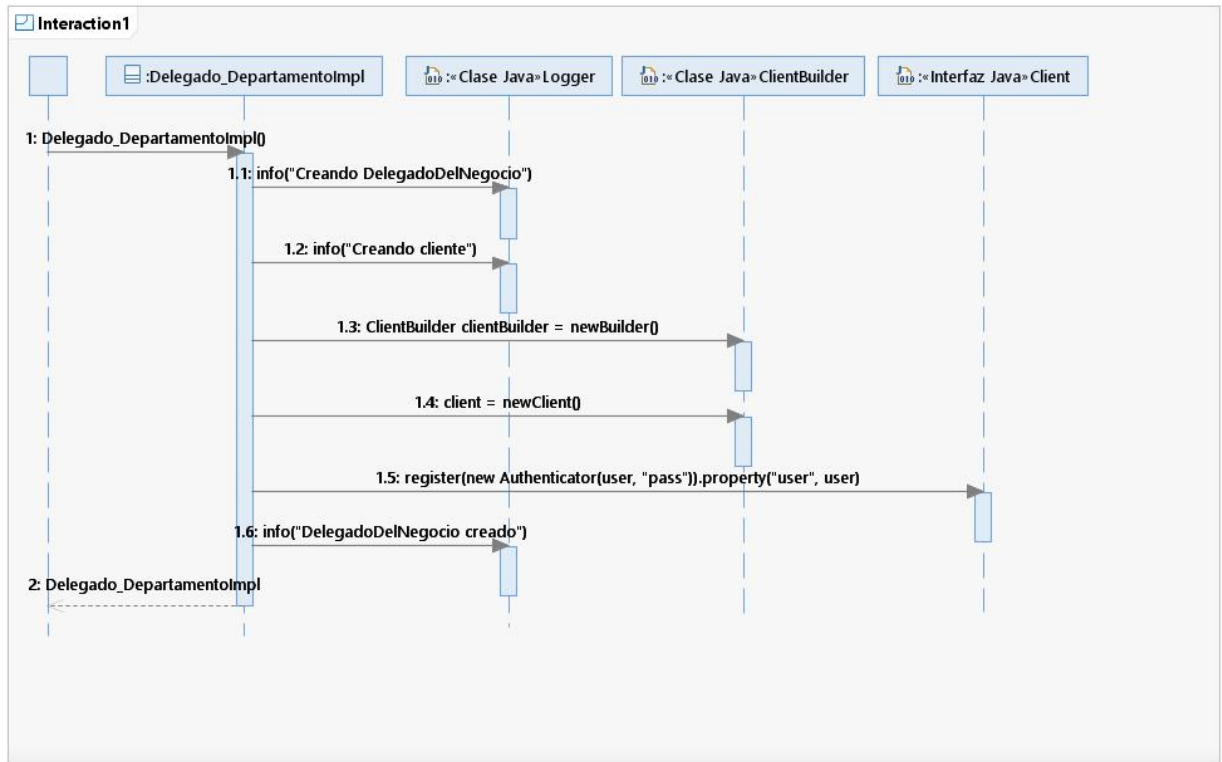 Interaction1
:Delegado_DepartamentoImpl
:«Clase Java»Logger
:«Clase Java»ClientBuilder
:«Interfaz Java»Client
1: Delegado_DepartamentoImpl()
1.1: info("Creando DelegadoDelNegocio")
1.2: info("Creando cliente")
1.3: ClientBuilder clientBuilder = newBuilder()
1.4: client = newClient()
1.5: register(new Authenticator(user, "pass")).property("user", user)
1.6: info("DelegadoDelNegocio creado")
2: Delegado_DepartamentoImpl